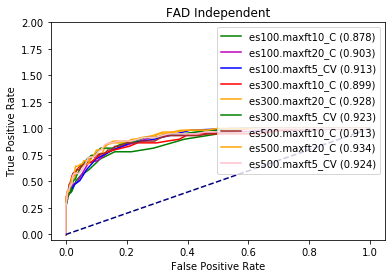 FAD Independent
True Positive Rate
2.00
1.75
1.50
1.25
1.00
0.75
0.50
0.25
0.00
es100.maxft10_C (0.878)
es100.maxft20_C (0.903)
es100.maxft5_CV (0.913)
es300.maxft10_C (0.899)
es300.maxft20_C (0.928)
es300.maxft5_CV (0.923)
es500.maxft10_C (0.913)
es500.maxft20_C (0.934)
es500.maxft5_CV (0.924)
0.0 0.2 0.4 0.6 0.8 1.0
False Positive Rate